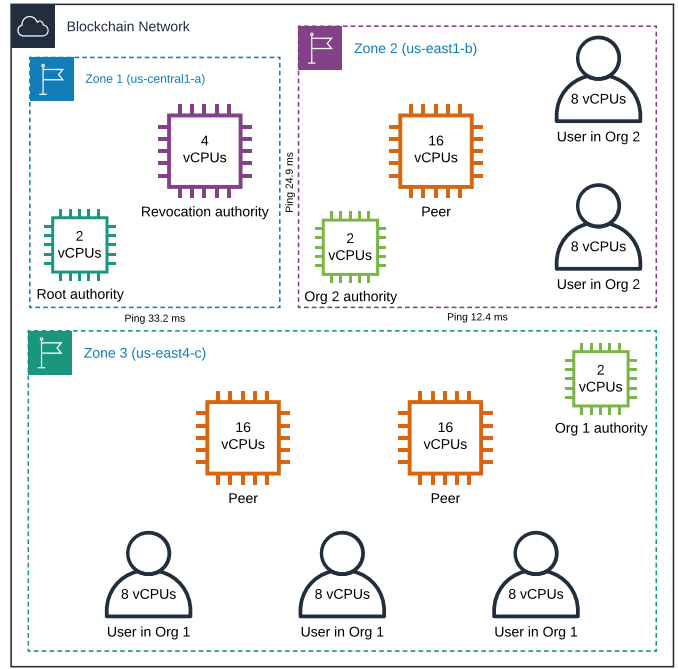 Blockchain Network
Zone 1 (us-central1-a)
4
vCPUs
Revocation authority
2
vCPUs
Root authority
Ping 24.9 ms
Zone 2 (us-east1-b)
16
vCPUs
Peer
2
vCPUs
Org 2 authority
8 vCPUs
User in Org 2
8 vCPUs
User in Org 2
Ping 33.2 ms
Ping 12.4 ms
Zone 3 (us-east4-c)
2
vCPUs
Org 1 authority
16
vCPUs
Peer
16
vCPUs
Peer
8 vCPUs
User in Org 1
8 vCPUs
User in Org 1
8 vCPUs
User in Org 1